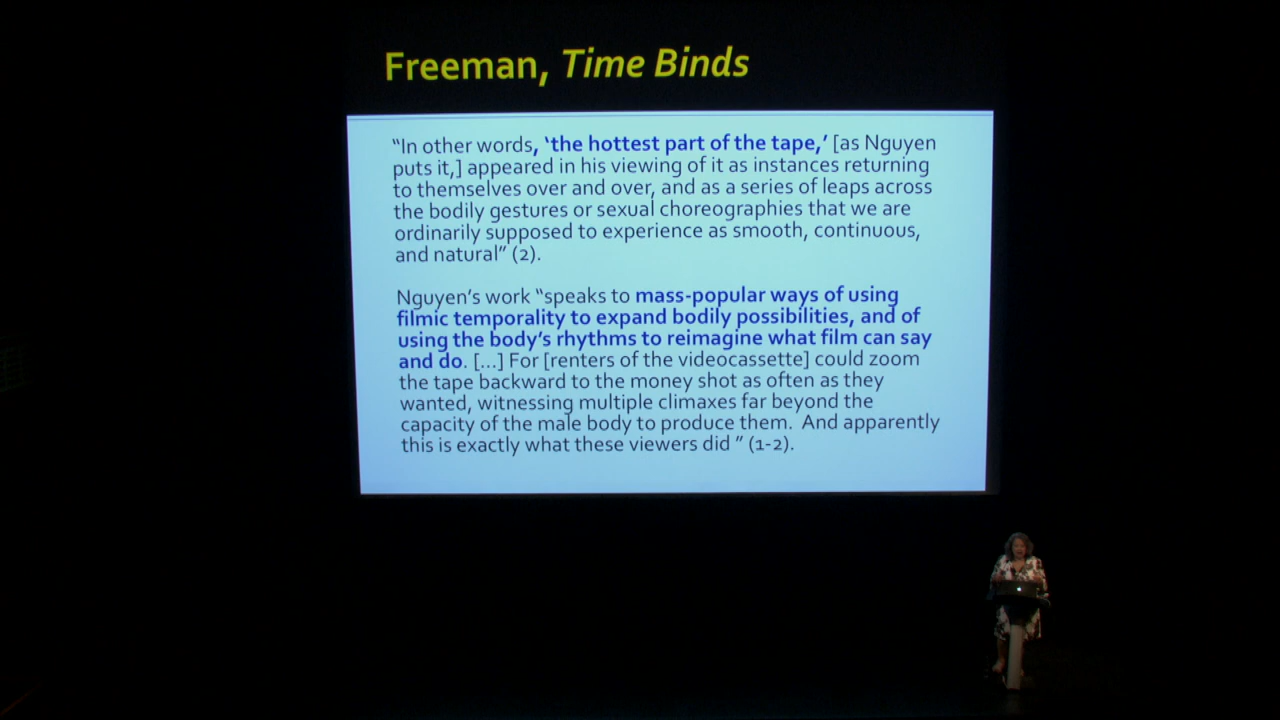 Freeman, Time Binds
“In other words, ‘the hottest part of the tape,’ [as Nguyen
puts it,] appeared in his viewing of it as instances returning
to themselves over and over, and as a series of leaps across
the bodily gestures or sexual choreographies that we are
ordinarily supposed to experience as smooth, continuous,
and natural” (2).
Nguyen’s work “speaks to mass-popular ways of using
filmic temporality to expand bodily possibilities, and of
using the body’s rhythms to reimagine what film can say
and do. [...] For [renters of the videocassette] could zoom
the tape backward to the money shot as often as they
wanted, witnessing multiple climaxes far beyond the
capacity of the male body to produce them.  And apparently
this is exactly what these viewers did ” (1-2).